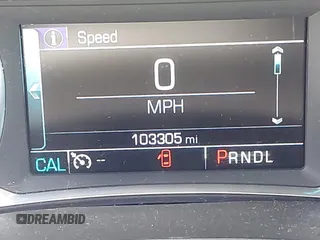 Speed
0
MPH
103305 mi
CAL -- PRNDL
DREAMBID